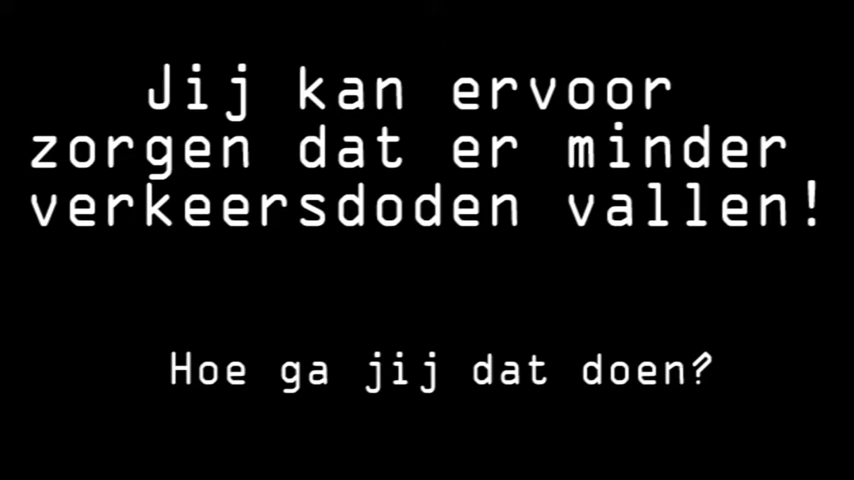 Jij kan ervoor
zorgen dat er minder
verkeersdoden vallen!
Hoe ga jij dat doen?